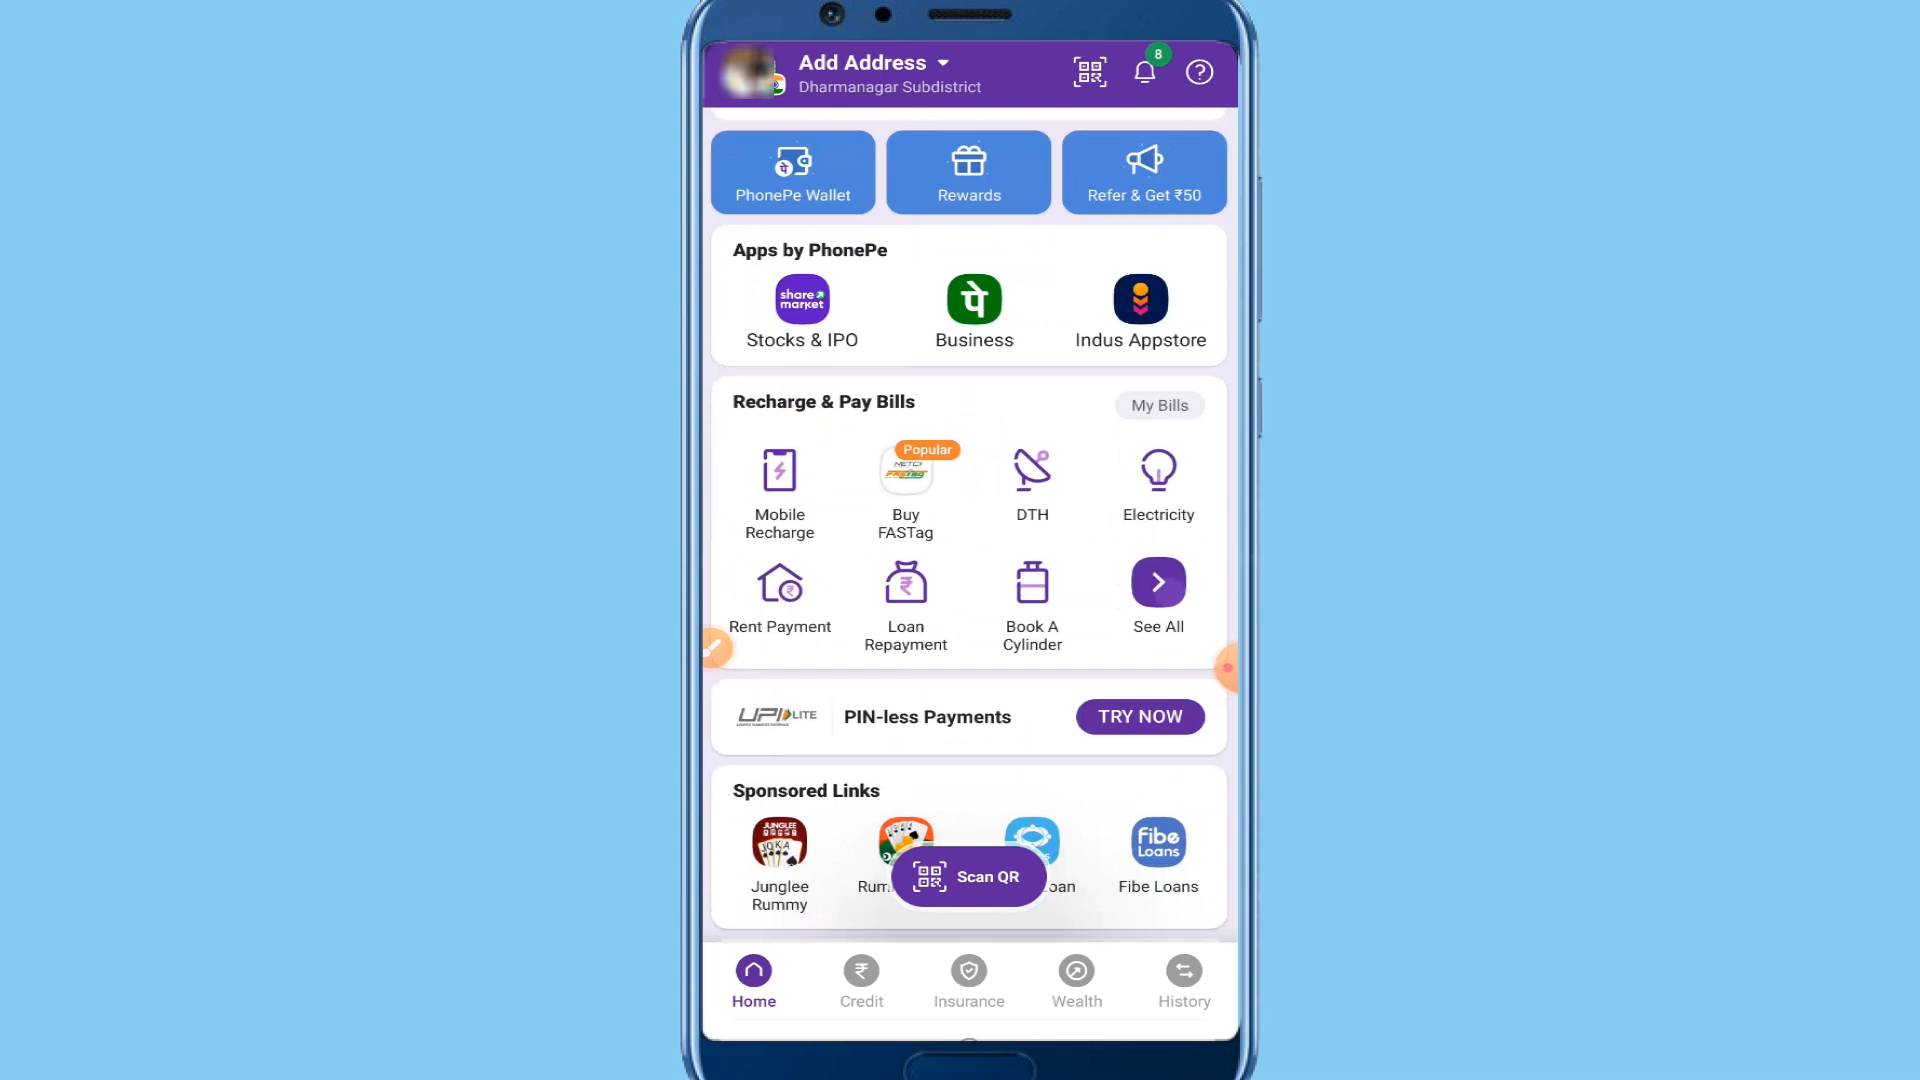 Add Address
Dharmanagar Subdistrict
8
PhonePe Wallet
Rewards
Refer & Get ₹50
Apps by PhonePe
share
market
पे
Stocks & IPO
Business
Indus Appstore
Recharge & Pay Bills
My Bills
Popular
Mobile
Recharge
Buy
FASTag
DTH
Electricity
Rent Payment
Loan
Repayment
Book A
Cylinder
See All
UPI LITE
PIN-less Payments
TRY NOW
Sponsored Links
JUNGLEE
Fibe
Loans
Junglee
Rummy
Scan QR
Fibe Loans
Home
Credit
Insurance
Wealth
History